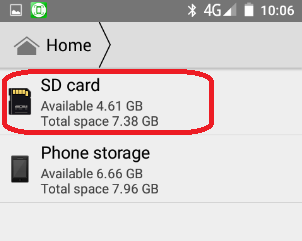 4G 10:06
Home
SD card
Available 4.61 GB
Total space 7.38 GB
Phone storage
Available 6.66 GB
Total space 7.96 GB